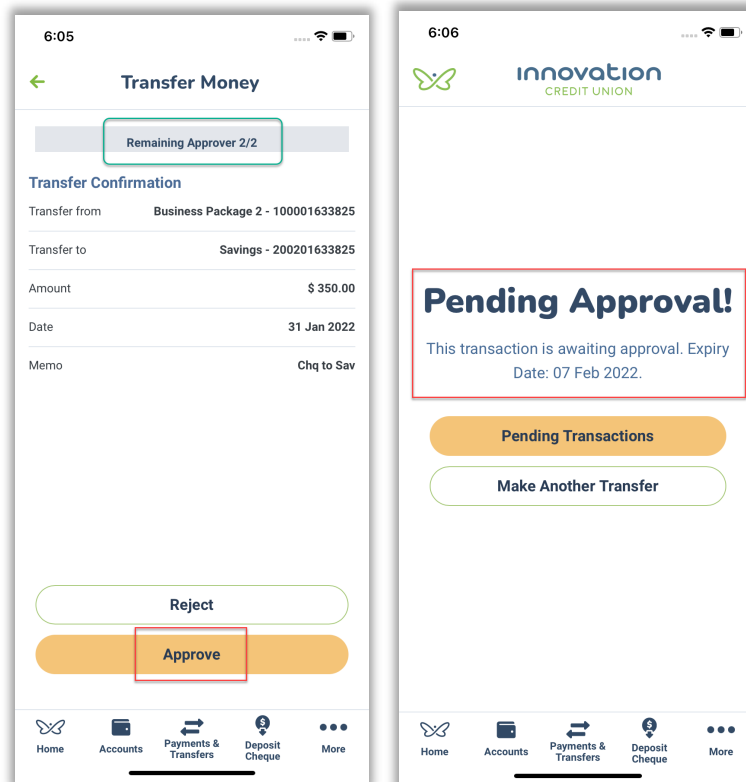 6:05
Transfer Money
Remaining Approver 2/2
Transfer Confirmation
Transfer from Business Package 2 - 100001633825
Transfer to Savings - 200201633825
Amount $ 350.00
Date 31 Jan 2022
Memo Chq to Sav
Reject
Approve
Home Accounts Payments & Transfers Deposit Cheque More
6:06
innovation
CREDIT UNION
Pending Approval!
This transaction is awaiting approval. Expiry
Date: 07 Feb 2022.
Pending Transactions
Make Another Transfer
Home Accounts Payments & Transfers Deposit Cheque More